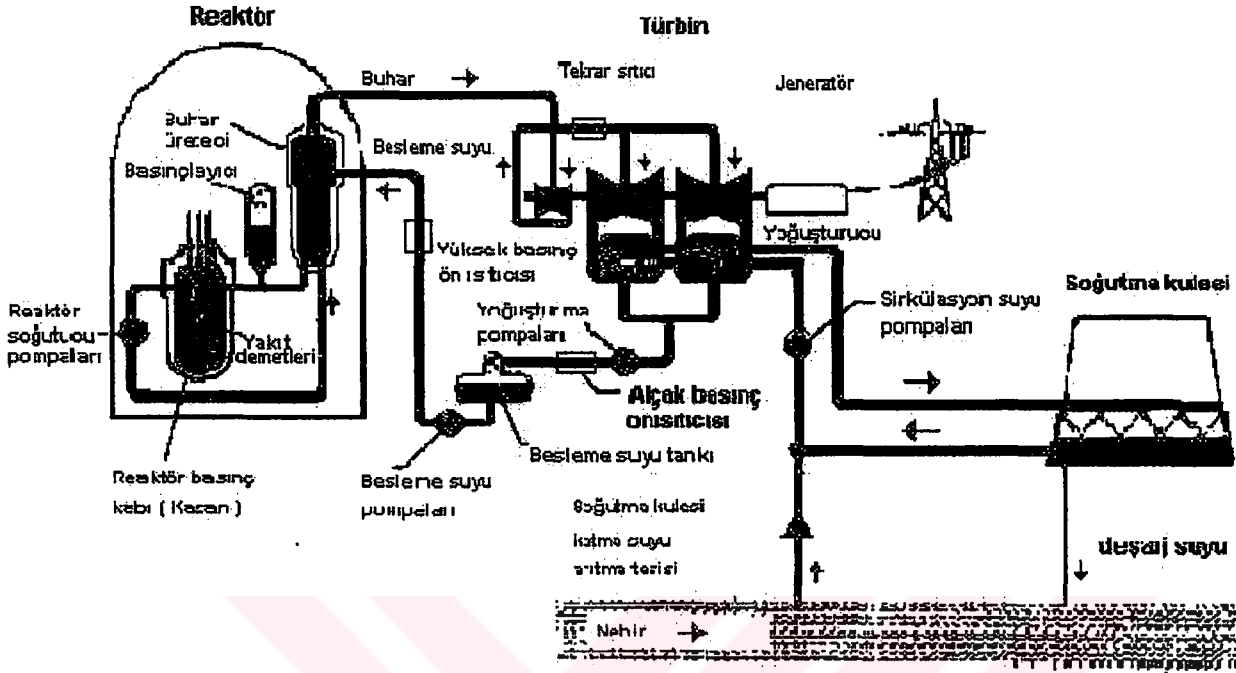 Reaktör
Türbin
Buhar
Tekrar ısıtıcı
Jeneratör
Buhar
üreteci
Besleme suyu
Basınçlayıcı
Yoğuşturucu
Yüksek basınç
ön ısıtıcısı
Sirkülasyon suyu
pompaları
Soğutma kulesi
Reaktör
soğutucu
pompaları
Yakıt
demetleri
Yoğuşturma
pompaları
Alçak basınç
önısıtıcısı
Besleme suyu tankı
Reaktör basınç
kabı ( Kazan )
Besleme suyu
pompaları
Soğutma kulesi
katma suyu
arıtma tesisi
deşarj suyu
Nehir